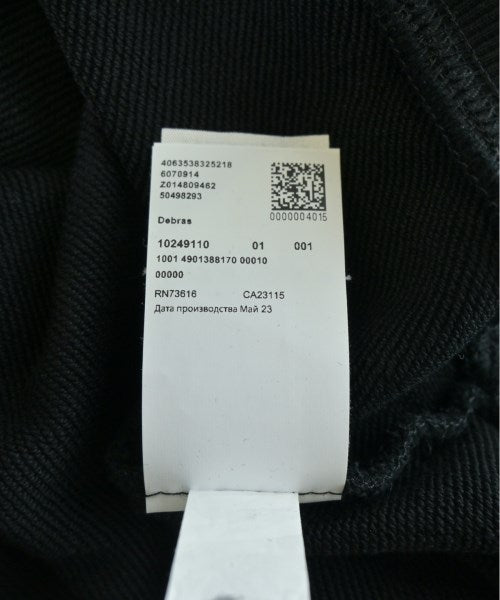 4063538325218
6070914
Z014809462
50498293
0000004015
Debras
10249110 01 001
1001 4901388170 00010
00000
RN73616 CA23115
Дата производства Май 23